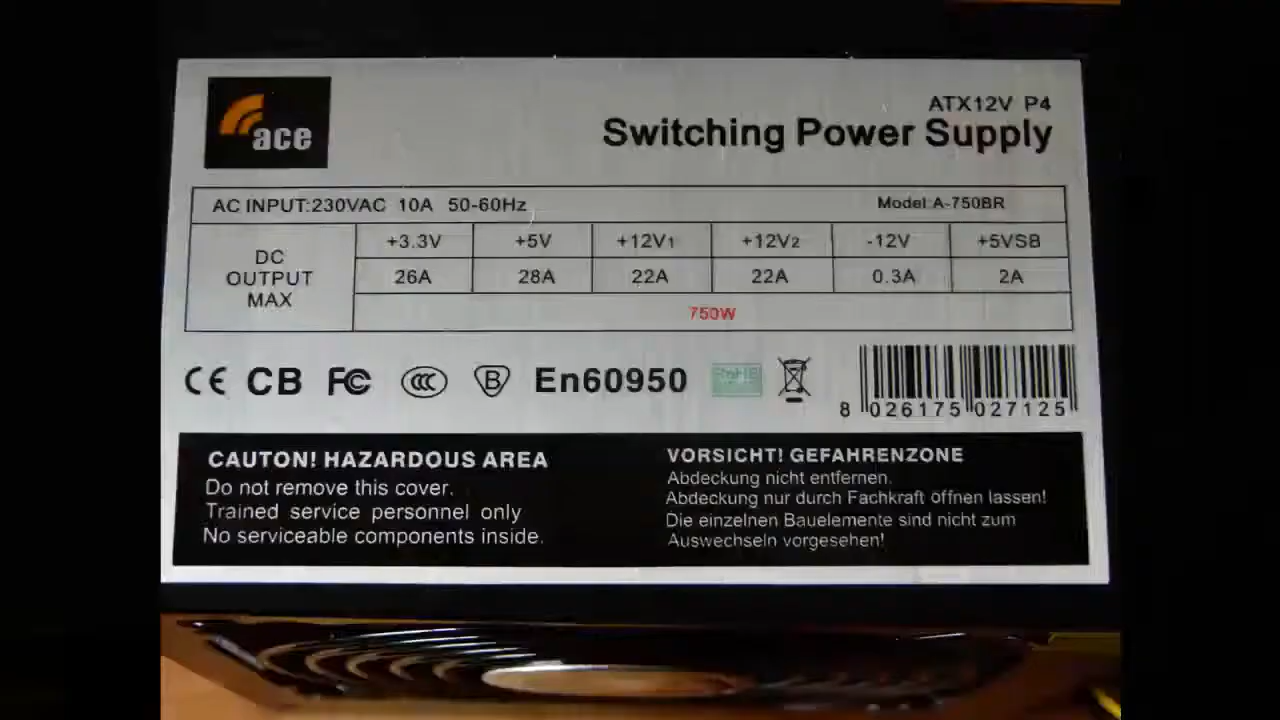 ace
ATX12V P4
Switching Power Supply
AC INPUT:230VAC 10A 50-60Hz Model:A-750BR
DC OUTPUT MAX
+3.3V +5V +12V1 +12V2 -12V +5VSB
26A 28A 22A 22A 0.3A 2A
750W
CE CB FC CCC B En60950 RoHS
8 026175 027125
CAUTON! HAZARDOUS AREA
Do not remove this cover.
Trained service personnel only
No serviceable components inside.
VORSICHT! GEFAHRENZONE
Abdeckung nicht entfernen.
Abdeckung nur durch Fachkraft öffnen lassen!
Die einzelnen Bauelemente sind nicht zum
Auswechseln vorgesehen!